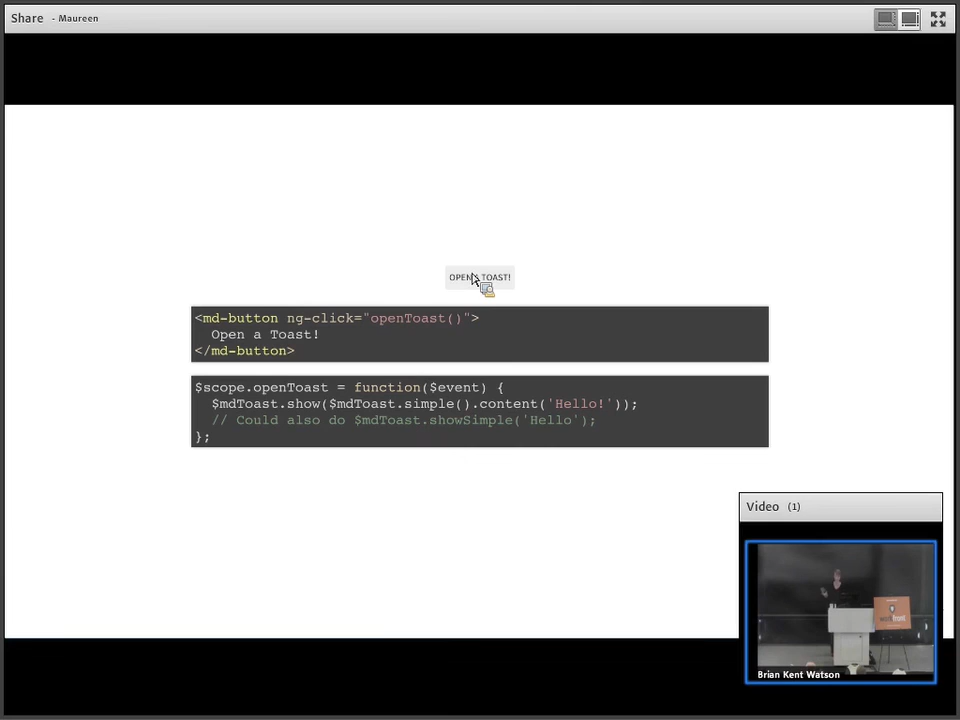 Share - Maureen
OPEN TOAST!
<md-button ng-click="openToast()">
Open a Toast!
</md-button>
$scope.openToast = function($event) {
$mdToast.show($mdToast.simple().content('Hello!'));
// Could also do $mdToast.showSimple('Hello');
};
Video (1)
front
Brian Kent Watson